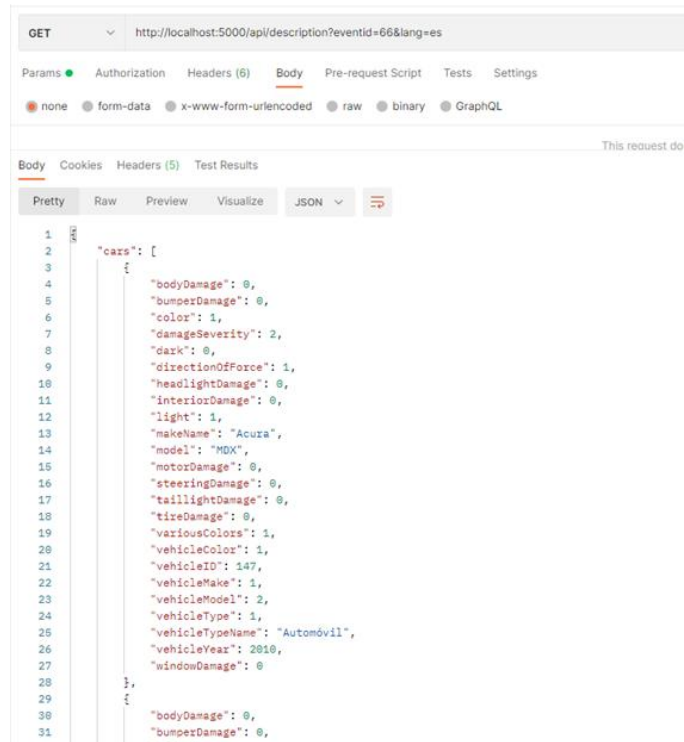 GET http://localhost:5000/api/description?eventid=66&lang=es
Params Authorization Headers (6) Body Pre-request Script Tests Settings
none form-data x-www-form-urlencoded raw binary GraphQL
This request do
Body Cookies Headers (5) Test Results
Pretty Raw Preview Visualize JSON
1 {
2 "cars": [
3 {
4 "bodyDamage": 0,
5 "bumperDamage": 0,
6 "color": 1,
7 "damageSeverity": 2,
8 "dark": 0,
9 "directionOfForce": 1,
10 "headlightDamage": 0,
11 "interiorDamage": 0,
12 "light": 1,
13 "makeName": "Acura",
14 "model": "MDX",
15 "motorDamage": 0,
16 "steeringDamage": 0,
17 "taillightDamage": 0,
18 "tireDamage": 0,
19 "variousColors": 1,
20 "vehicleColor": 1,
21 "vehicleID": 147,
22 "vehicleMake": 1,
23 "vehicleModel": 2,
24 "vehicleType": 1,
25 "vehicleTypeName": "Automóvil",
26 "vehicleYear": 2010,
27 "windowDamage": 0
28 },
29 {
30 "bodyDamage": 0,
31 "bumperDamage": 0,